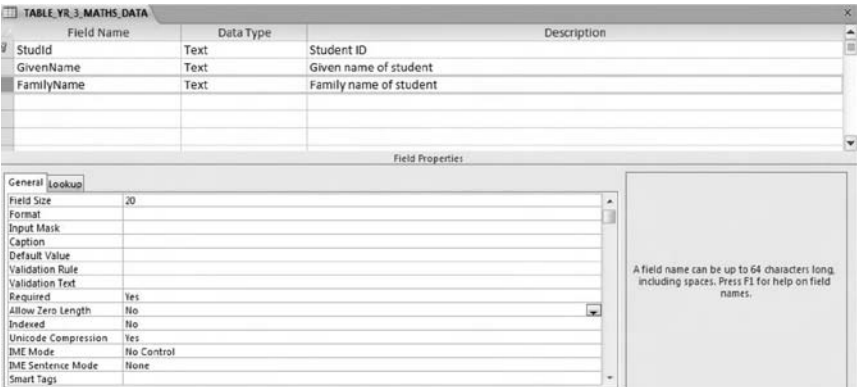 TABLE_YR_3_MATHS_DATA
Field Name Data Type Description
StudId Text Student ID
GivenName Text Given name of student
FamilyName Text Family name of student
Field Properties
General Lookup
Field Size 20
Format
Input Mask
Caption
Default Value
Validation Rule
Validation Text
Required Yes
Allow Zero Length No
Indexed No
Unicode Compression Yes
IME Mode No Control
IME Sentence Mode None
Smart Tags
A field name can be up to 64 characters long,
including spaces. Press F1 for help on field
names.